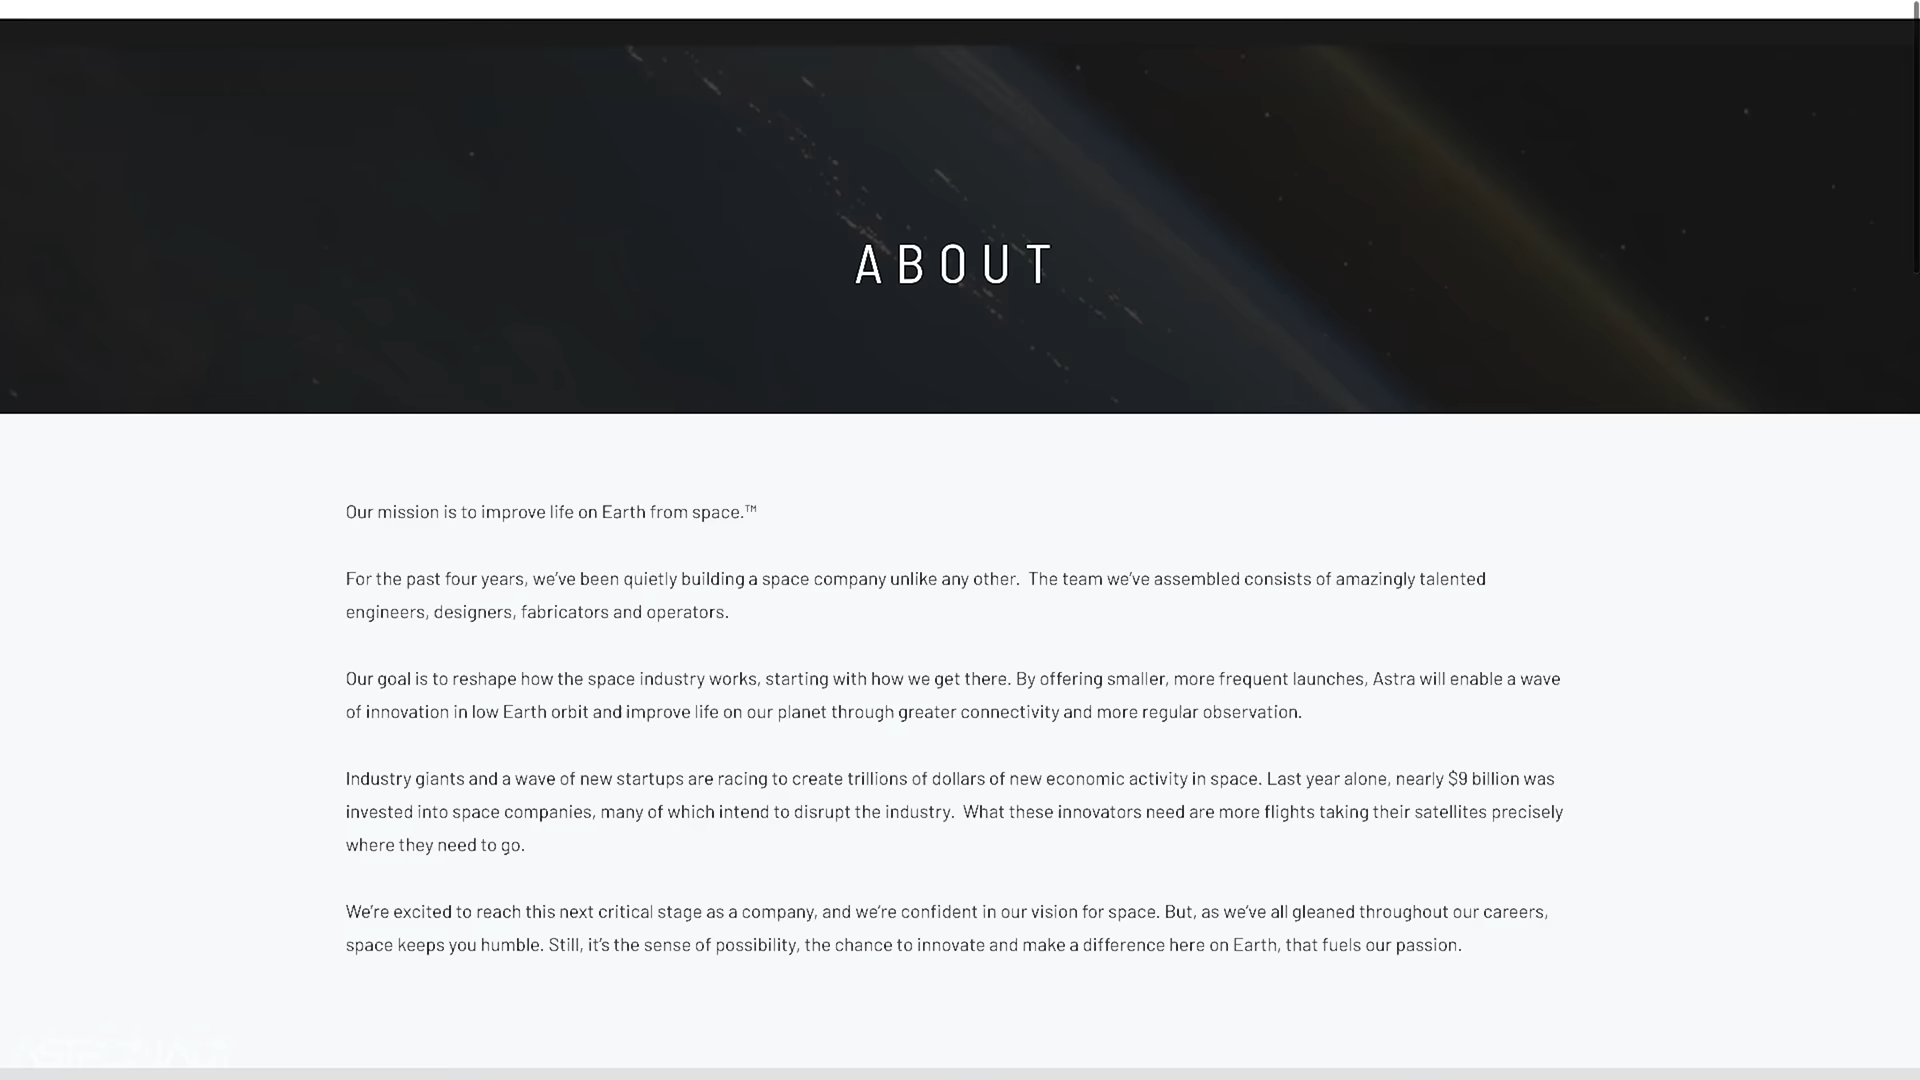 ABOUT
Our mission is to improve life on Earth from space.™
For the past four years, we've been quietly building a space company unlike any other.  The team we've assembled consists of amazingly talented
engineers, designers, fabricators and operators.
Our goal is to reshape how the space industry works, starting with how we get there. By offering smaller, more frequent launches, Astra will enable a wave
of innovation in low Earth orbit and improve life on our planet through greater connectivity and more regular observation.
Industry giants and a wave of new startups are racing to create trillions of dollars of new economic activity in space. Last year alone, nearly $9 billion was
invested into space companies, many of which intend to disrupt the industry.  What these innovators need are more flights taking their satellites precisely
where they need to go.
We're excited to reach this next critical stage as a company, and we're confident in our vision for space. But, as we've all gleaned throughout our careers,
space keeps you humble. Still, it's the sense of possibility, the chance to innovate and make a difference here on Earth, that fuels our passion.